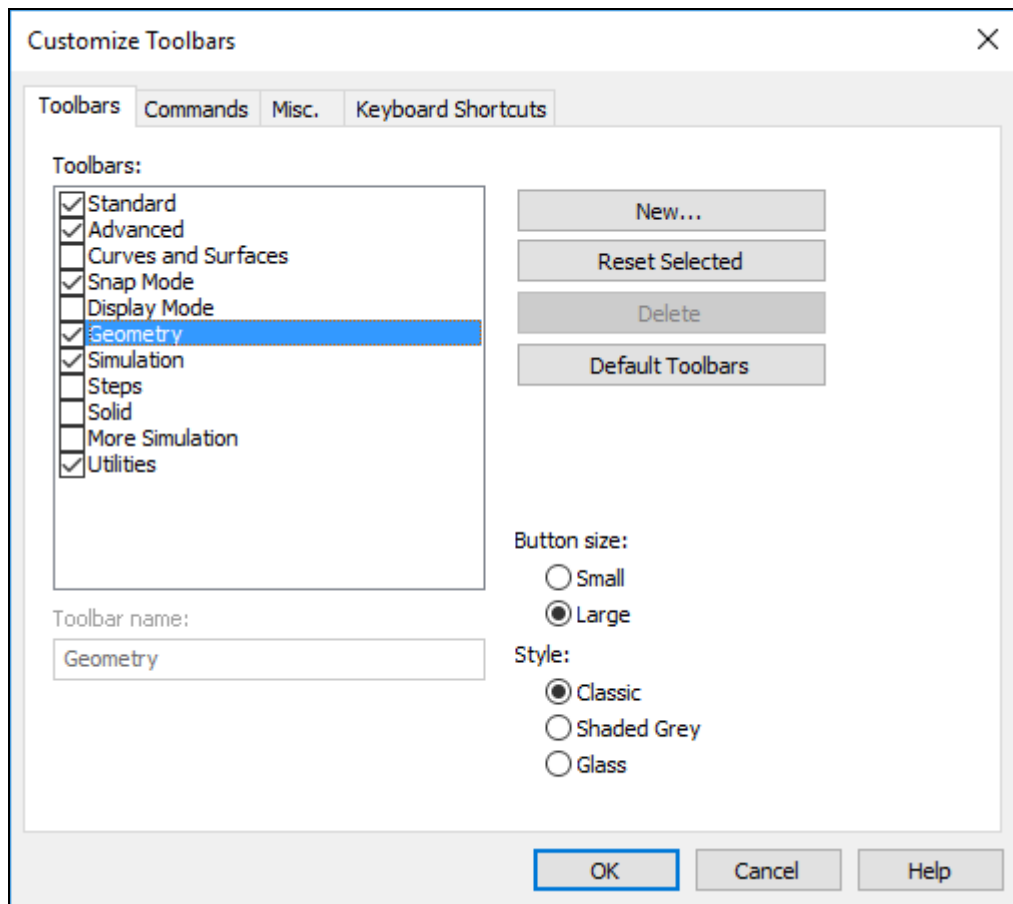 Customize Toolbars
Toolbars
Commands
Misc.
Keyboard Shortcuts
Toolbars:
Standard
Advanced
Curves and Surfaces
Snap Mode
Display Mode
Geometry
Simulation
Steps
Solid
More Simulation
Utilities
New...
Reset Selected
Delete
Default Toolbars
Toolbar name:
Geometry
Button size:
Small
Large
Style:
Classic
Shaded Grey
Glass
OK
Cancel
Help